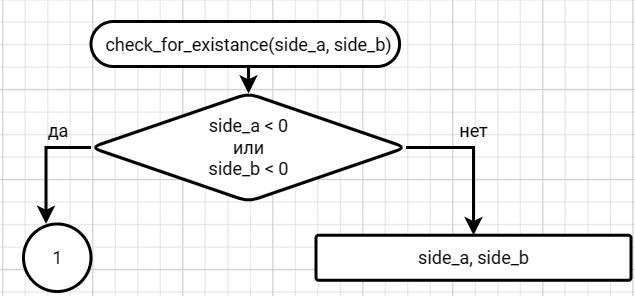 check_for_existance(side_a, side_b)
side_a < 0
или
side_b < 0
да
нет
1
side_a, side_b